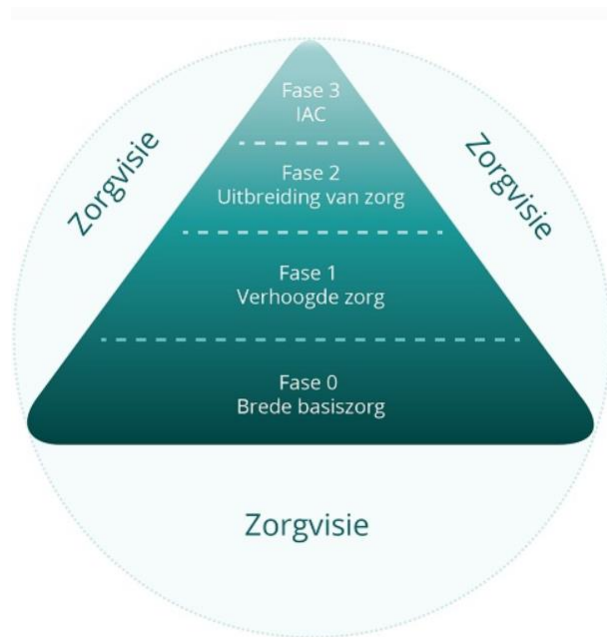 Fase 3
IAC
Zorgvisie
Zorgvisie
Fase 2
Uitbreiding van zorg
Fase 1
Verhoogde zorg
Fase 0
Brede basiszorg
Zorgvisie